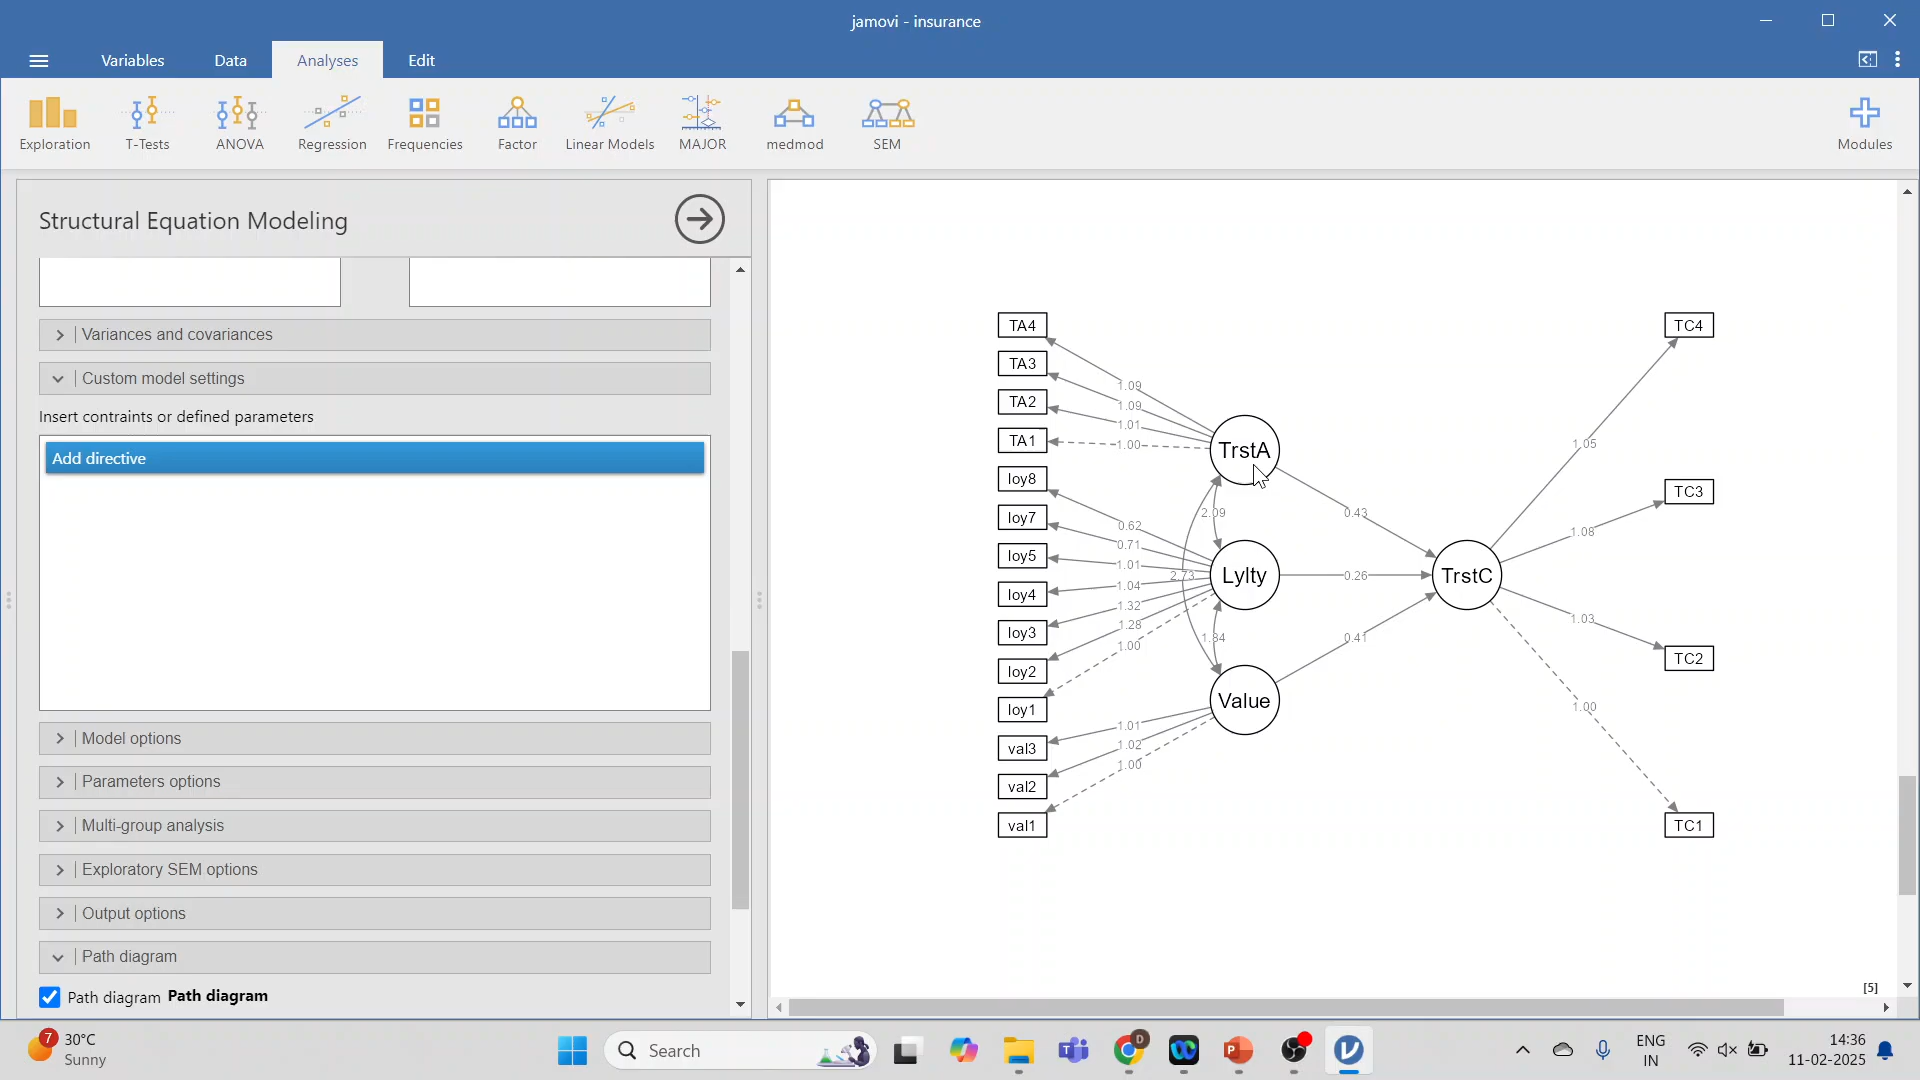 jamovi - insurance
Variables
Data
Analyses
Edit
Exploration
T-Tests
ANOVA
Regression
Frequencies
Factor
Linear Models
MAJOR
medmod
SEM
Modules
Structural Equation Modeling
Variances and covariances
Custom model settings
Insert contraints or defined parameters
Add directive
Model options
Parameters options
Multi-group analysis
Exploratory SEM options
Output options
Path diagram
Path diagram Path diagram
TA4
TA3
TA2
TA1
loy8
loy7
loy5
loy4
loy3
loy2
loy1
val3
val2
val1
1.09
1.09
1.01
1.00
0.62
0.71
1.01
1.04
1.32
1.28
1.00
1.01
1.02
1.00
TrstA
Lylty
Value
2.09
2.73
1.84
0.43
0.26
0.41
TrstC
1.05
1.08
1.03
1.00
TC4
TC3
TC2
TC1
[5]
7
30°C
Sunny
Search
ENG
IN
14:36
11-02-2025